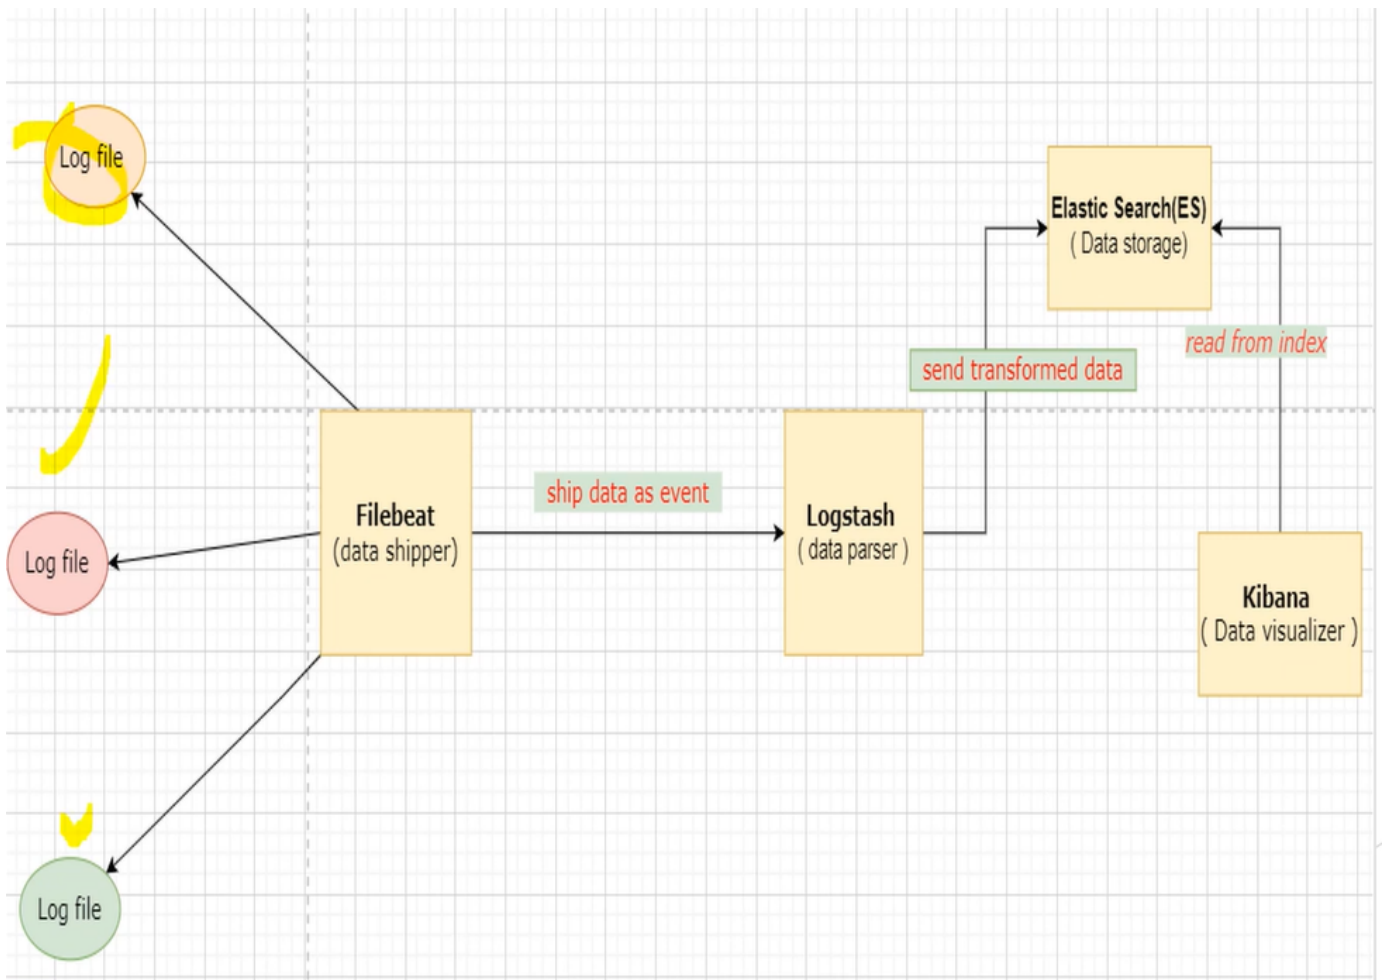 Log file
Elastic Search(ES)
( Data storage)
read from index
send transformed data
ship data as event
Filebeat
(data shipper)
Logstash
( data parser )
Log file
Kibana
( Data visualizer )
Log file